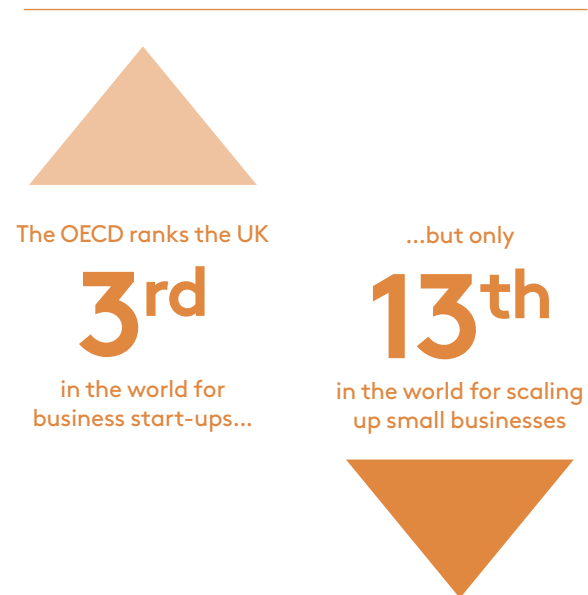 The OECD ranks the UK
3rd
in the world for
business start-ups...
...but only
13th
in the world for scaling
up small businesses